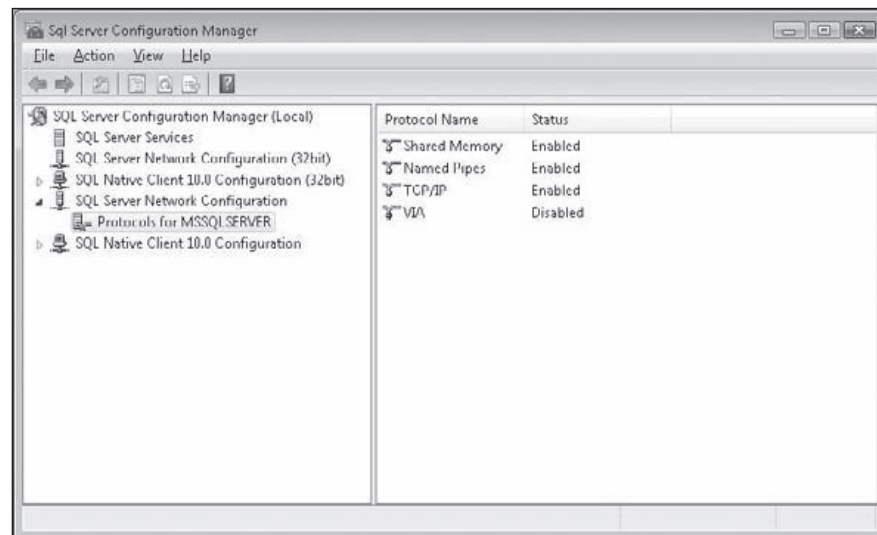 Sql Server Configuration Manager
File Action View Help
SQL Server Configuration Manager (Local)
SQL Server Services
SQL Server Network Configuration (32bit)
SQL Native Client 10.0 Configuration (32bit)
SQL Server Network Configuration
Protocols for MSSQLSERVER
SQL Native Client 10.0 Configuration
Protocol Name Status
Shared Memory Enabled
Named Pipes Enabled
TCP/IP Enabled
VIA Disabled